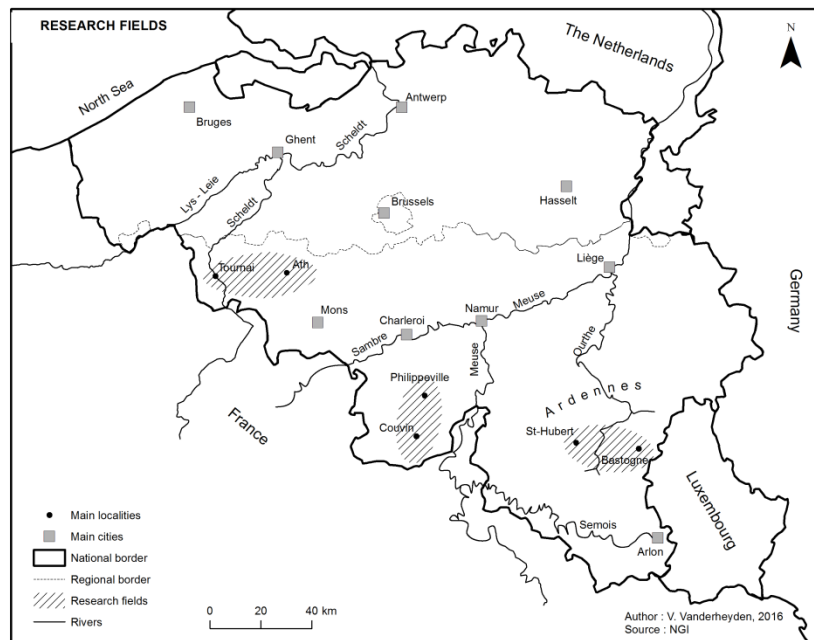 RESEARCH FIELDS
N
The Netherlands
North Sea
Antwerp
Bruges
Ghent
Scheldt
Lys - Leie
Scheldt
Brussels
Hasselt
Tournai
Ath
Liège
Germany
Mons
Charleroi
Namur
Meuse
Sambre
Meuse
Ourthe
Philippeville
Ardennes
France
Couvin
St-Hubert
Bastogne
Luxembourg
Semois
Arlon
Main localities
Main cities
National border
Regional border
Research fields
Rivers
0 20 40 km
Author : V. Vanderheyden, 2016
Source : NGI